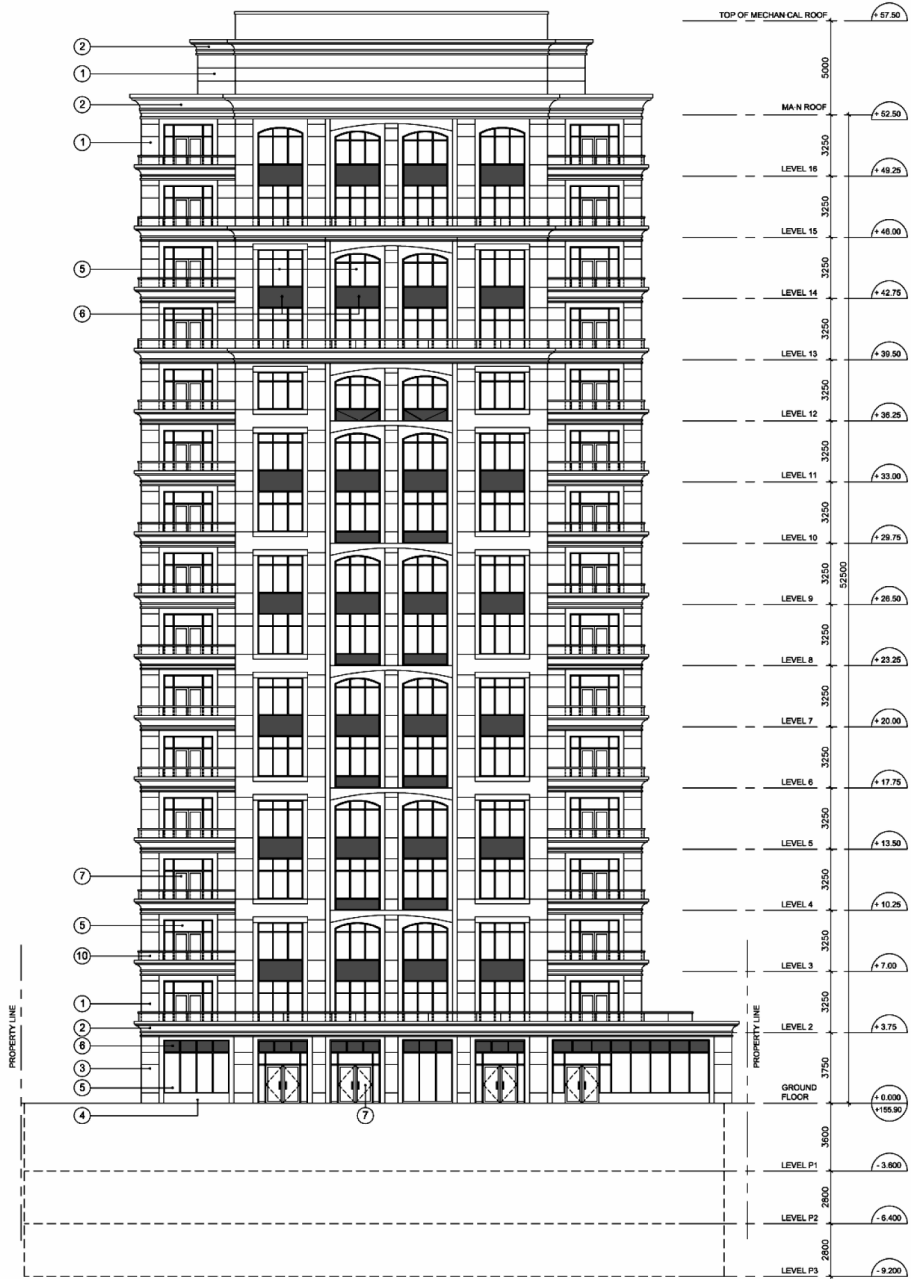 TOP OF MECHAN CAL ROOF + 57.50
2
1
5000
2
MA N ROOF + 52.50
1
3250
LEVEL 16 + 49.25
3250
LEVEL 15 + 46.00
5
3250
LEVEL 14 + 42.75
6
3250
LEVEL 13 + 39.50
3250
LEVEL 12 + 36.25
3250
LEVEL 11 + 33.00
3250
LEVEL 10 + 29.75
3250
52500
LEVEL 9 + 26.50
3250
LEVEL 8 + 23.25
3250
LEVEL 7 + 20.00
3250
LEVEL 6 + 17.75
3250
LEVEL 5 + 13.50
7
3250
LEVEL 4 + 10.25
5
3250
10
LEVEL 3 + 7.00
1
3250
2
LEVEL 2 + 3.75
PROPERTY LINE
PROPERTY LINE
6
3
3750
5
GROUND
FLOOR + 0.000
4
7
+155.90
3600
LEVEL P1 - 3.600
2800
LEVEL P2 - 6.400
2800
LEVEL P3 - 9.200